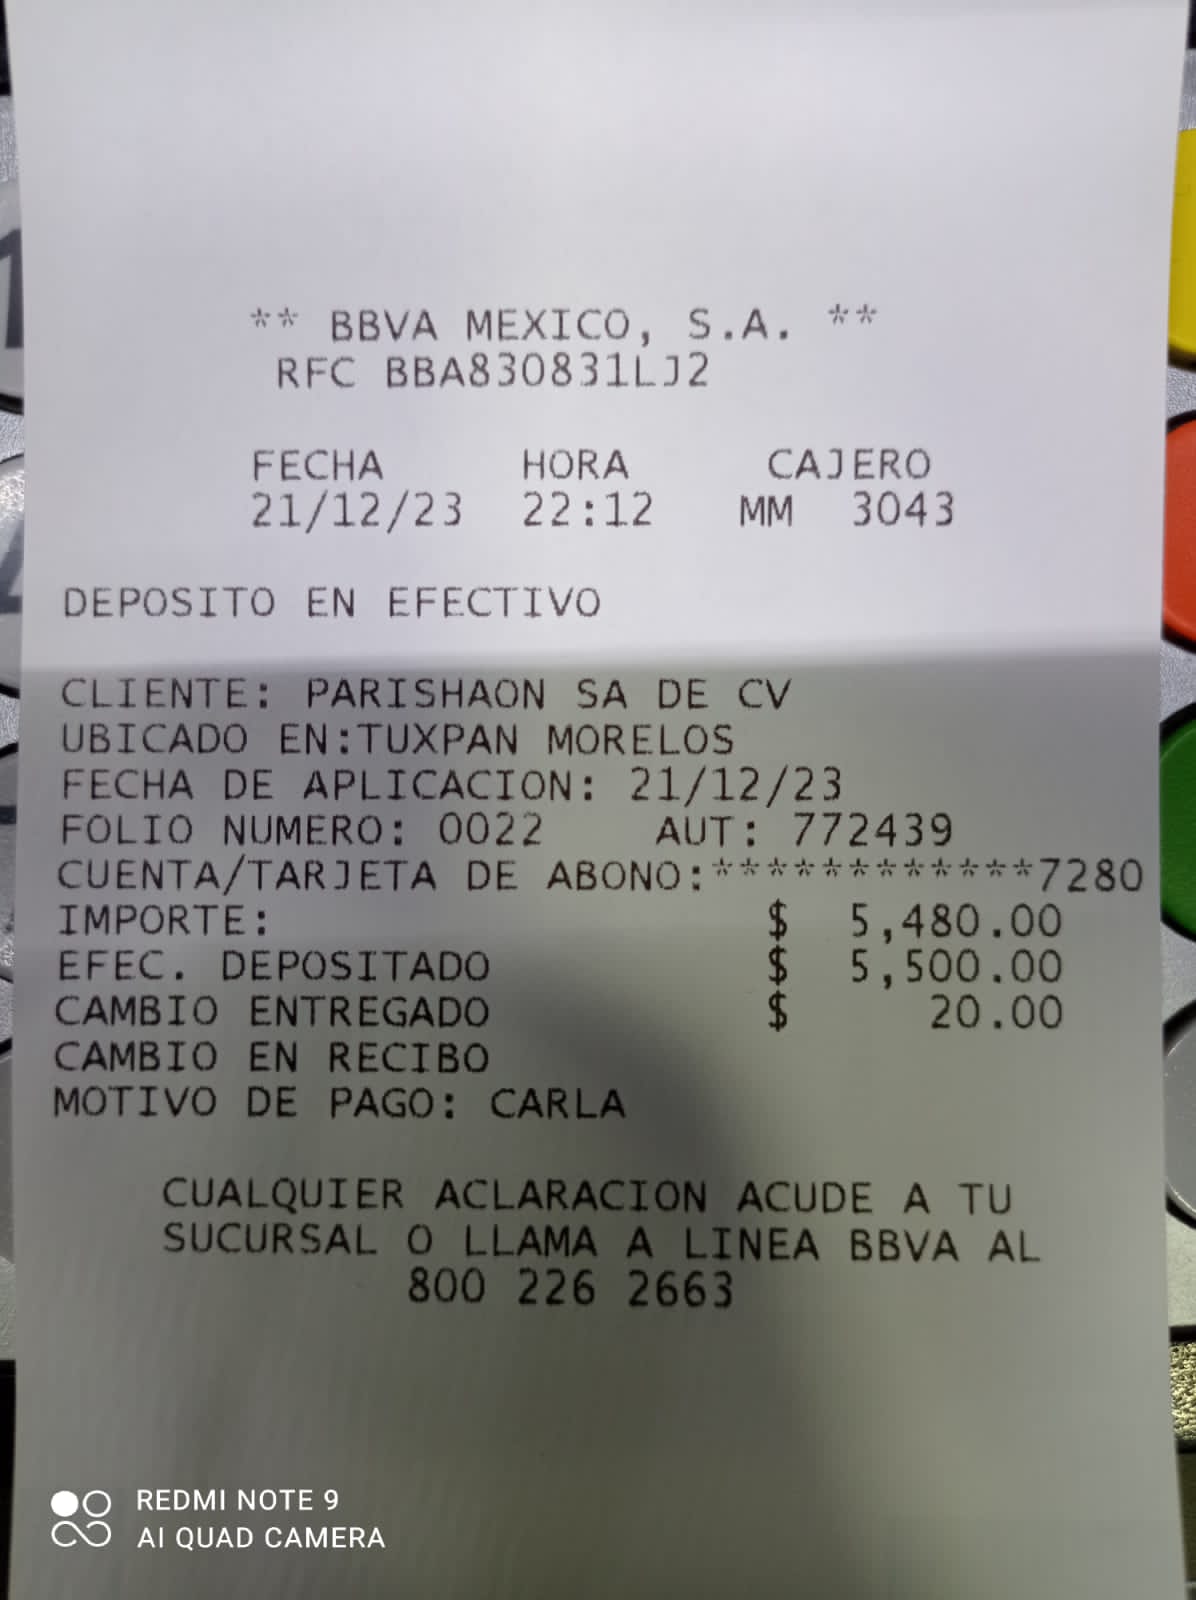 ** BBVA MEXICO, S.A. **
RFC BBA830831LJ2
FECHA HORA CAJERO
21/12/23 22:12 MM 3043
DEPOSITO EN EFECTIVO
CLIENTE: PARISHAON SA DE CV
UBICADO EN:TUXPAN MORELOS
FECHA DE APLICACION: 21/12/23
FOLIO NUMERO: 0022 AUT: 772439
CUENTA/TARJETA DE ABONO:************7280
IMPORTE: $ 5,480.00
EFEC. DEPOSITADO $ 5,500.00
CAMBIO ENTREGADO $ 20.00
CAMBIO EN RECIBO
MOTIVO DE PAGO: CARLA
CUALQUIER ACLARACION ACUDE A TU
SUCURSAL O LLAMA A LINEA BBVA AL
800 226 2663
REDMI NOTE 9
AI QUAD CAMERA